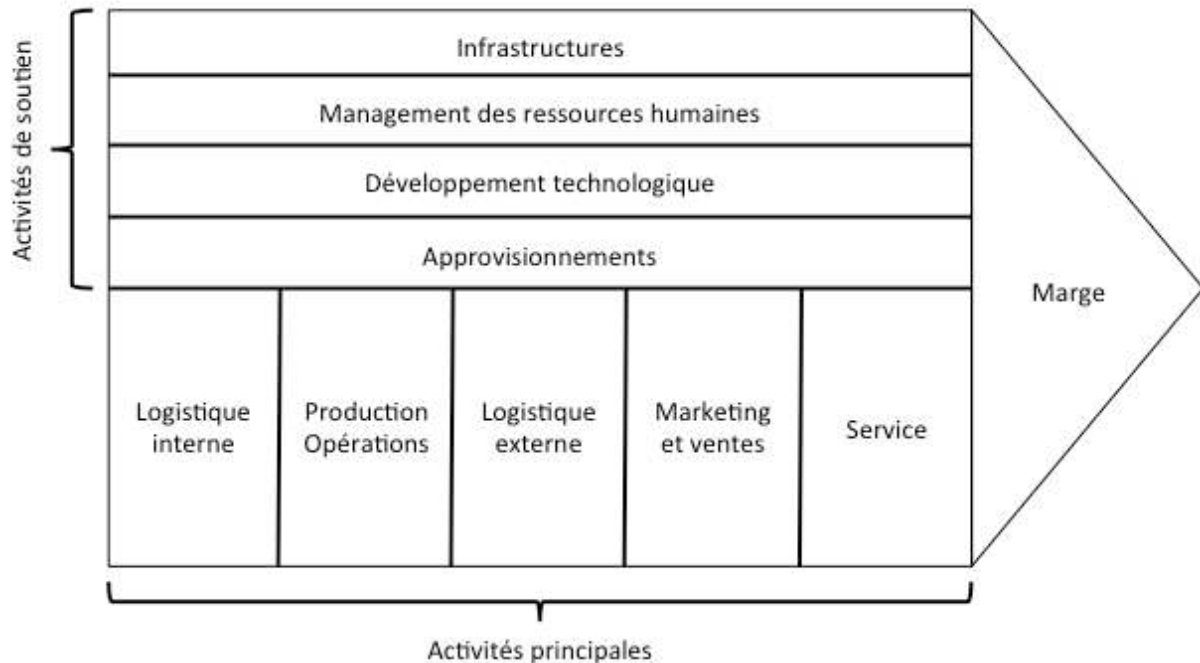 Activités de soutien
Infrastructures
Management des ressources humaines
Développement technologique
Approvisionnements
Logistique
interne
Production
Opérations
Logistique
externe
Marketing
et ventes
Service
Marge
Activités principales